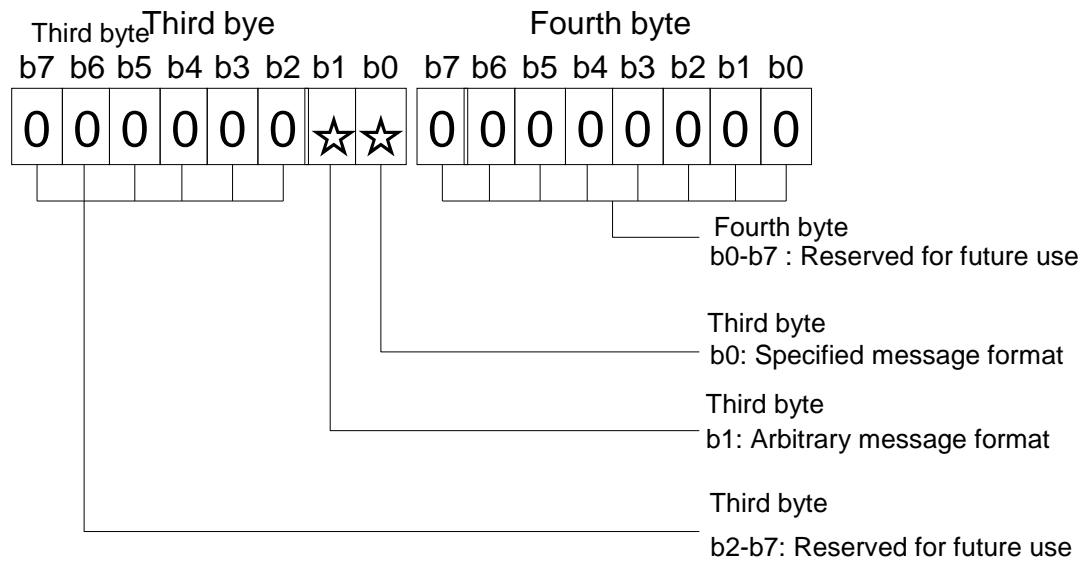 Third byte Third bye Fourth byte
b7 b6 b5 b4 b3 b2 b1 b0 b7 b6 b5 b4 b3 b2 b1 b0
0 0 0 0 0 0 ☆ ☆ 0 0 0 0 0 0 0 0
Fourth byte
b0-b7 : Reserved for future use
Third byte
b0: Specified message format
Third byte
b1: Arbitrary message format
Third byte
b2-b7: Reserved for future use